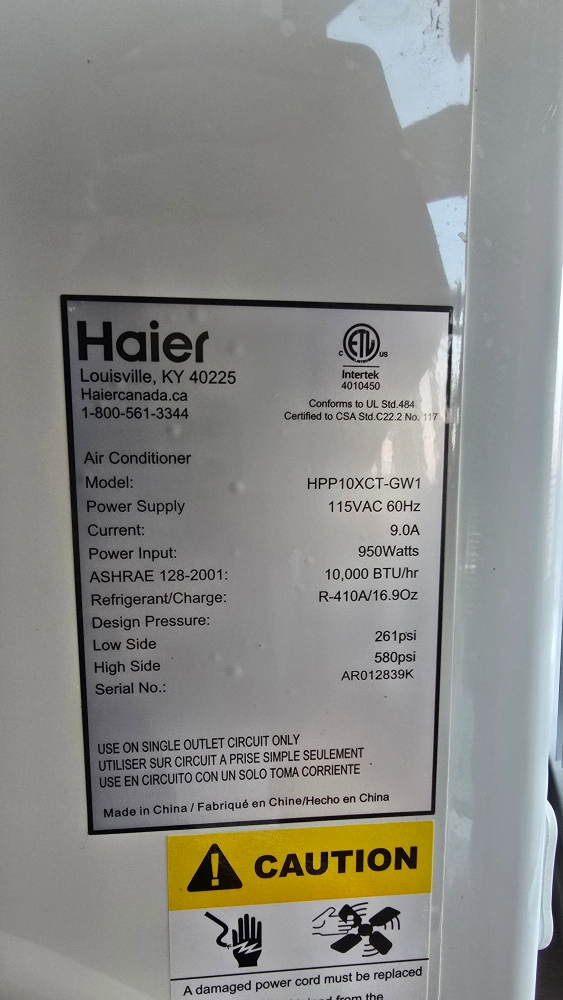 Haier
Louisville, KY 40225
Haiercanada.ca
1-800-561-3344
C ETL US
Intertek
4010450
Conforms to UL Std.484
Certified to CSA Std.C22.2 No. 117
Air Conditioner
Model: HPP10XCT-GW1
Power Supply 115VAC 60Hz
Current: 9.0A
Power Input: 950Watts
ASHRAE 128-2001: 10,000 BTU/hr
Refrigerant/Charge: R-410A/16.9Oz
Design Pressure:
Low Side 261psi
High Side 580psi
Serial No.: AR012839K
USE ON SINGLE OUTLET CIRCUIT ONLY
UTILISER SUR CIRCUIT A PRISE SIMPLE SEULEMENT
USE EN CIRCUITO CON UN SOLO TOMA CORRIENTE
Made in China / Fabriqué en Chine/Hecho en China
CAUTION
A damaged power cord must be replaced
from the